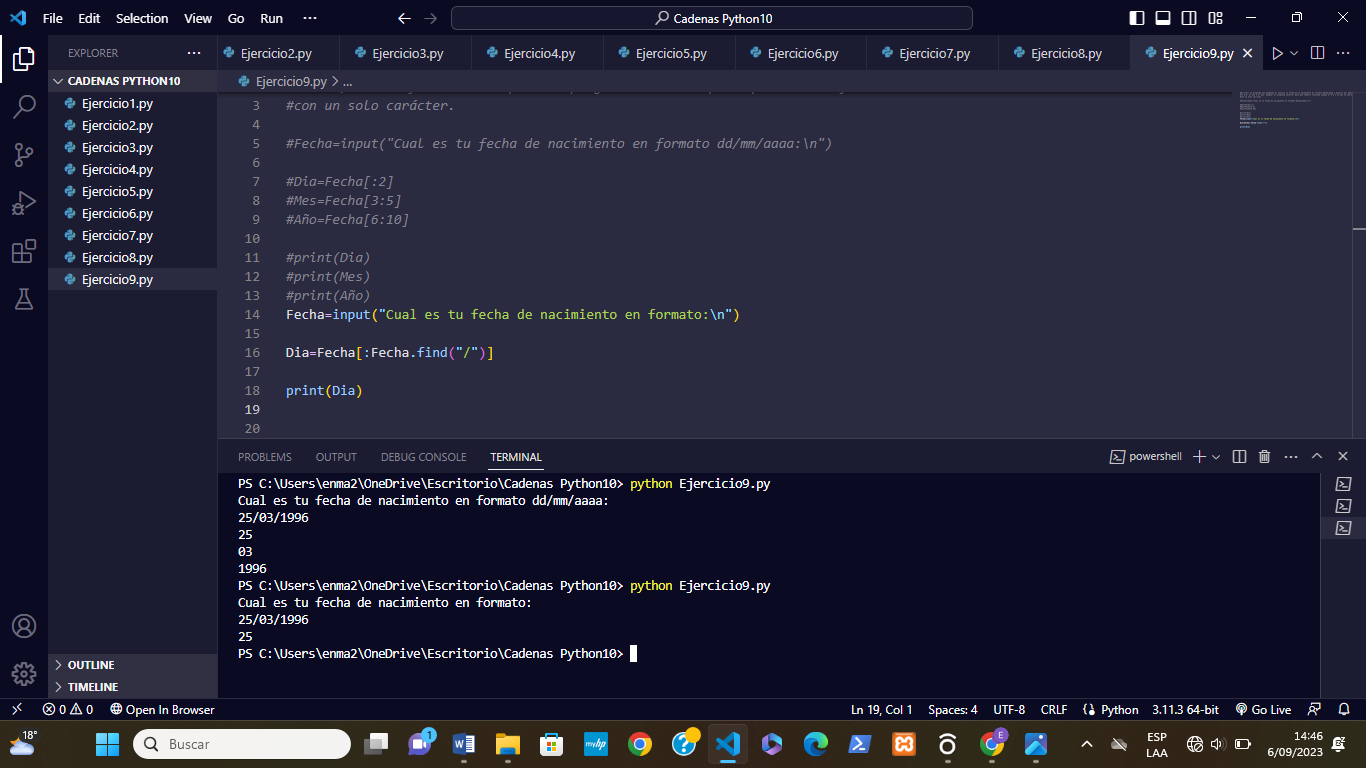 File Edit Selection View Go Run ···
Cadenas Python10
EXPLORER ···
CADENAS PYTHON10
Ejercicio1.py
Ejercicio2.py
Ejercicio3.py
Ejercicio4.py
Ejercicio5.py
Ejercicio6.py
Ejercicio7.py
Ejercicio8.py
Ejercicio9.py
OUTLINE
TIMELINE
Ejercicio2.py Ejercicio3.py Ejercicio4.py Ejercicio5.py Ejercicio6.py Ejercicio7.py Ejercicio8.py Ejercicio9.py
Ejercicio9.py > ...
3 #con un solo carácter.
4
5 #Fecha=input("Cual es tu fecha de nacimiento en formato dd/mm/aaaa:\n")
6
7 #Dia=Fecha[:2]
8 #Mes=Fecha[3:5]
9 #Año=Fecha[6:10]
10
11 #print(Dia)
12 #print(Mes)
13 #print(Año)
14 Fecha=input("Cual es tu fecha de nacimiento en formato:\n")
15
16 Dia=Fecha[:Fecha.find("/")]
17
18 print(Dia)
19
20
PROBLEMS OUTPUT DEBUG CONSOLE TERMINAL
powershell
PS C:\Users\enma2\OneDrive\Escritorio\Cadenas Python10> python Ejercicio9.py
Cual es tu fecha de nacimiento en formato dd/mm/aaaa:
25/03/1996
25
03
1996
PS C:\Users\enma2\OneDrive\Escritorio\Cadenas Python10> python Ejercicio9.py
Cual es tu fecha de nacimiento en formato:
25/03/1996
25
PS C:\Users\enma2\OneDrive\Escritorio\Cadenas Python10>
0 0 Open In Browser
Ln 19, Col 1 Spaces: 4 UTF-8 CRLF Python 3.11.3 64-bit Go Live
18°
Buscar
1
myhp
E
ESP
LAA
14:46
6/09/2023